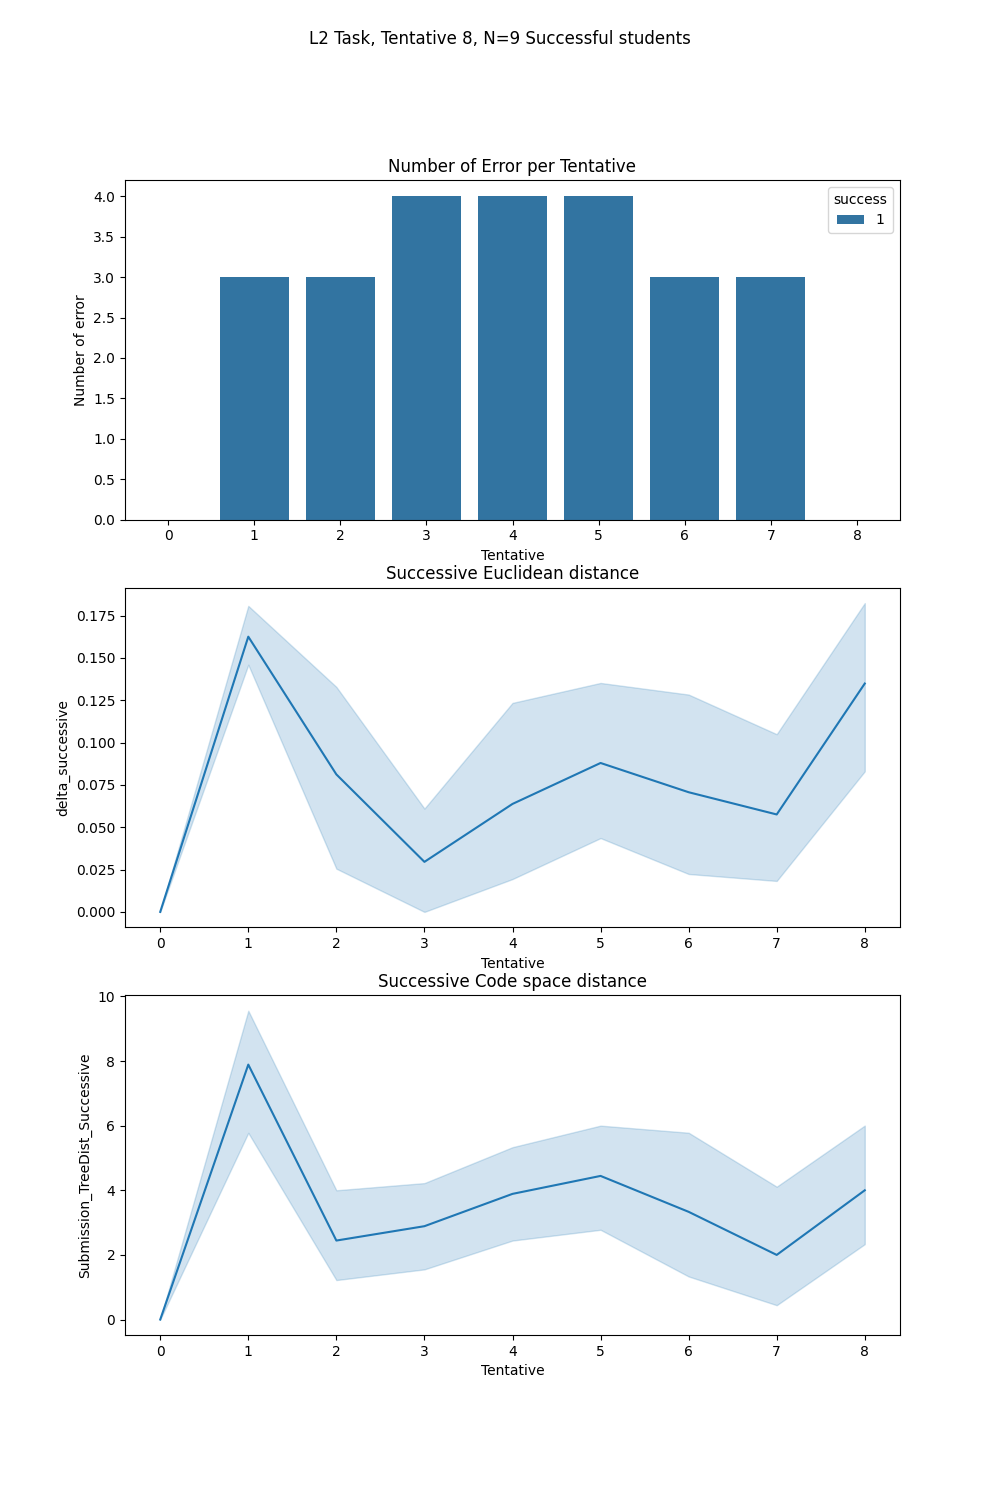 L2 Task, Tentative 8, N=9 Successful students
Number of Error per Tentative
4.0
3.5
3.0
2.5
2.0
1.5
1.0
0.5
0.0
Number of error
success
1
0 1 2 3 4 5 6 7 8
Tentative
Successive Euclidean distance
0.175
0.150
0.125
0.100
0.075
0.050
0.025
0.000
delta_successive
0 1 2 3 4 5 6 7 8
Tentative
Successive Code space distance
10
8
6
4
2
0
Submission_TreeDist_Successive
0 1 2 3 4 5 6 7 8
Tentative